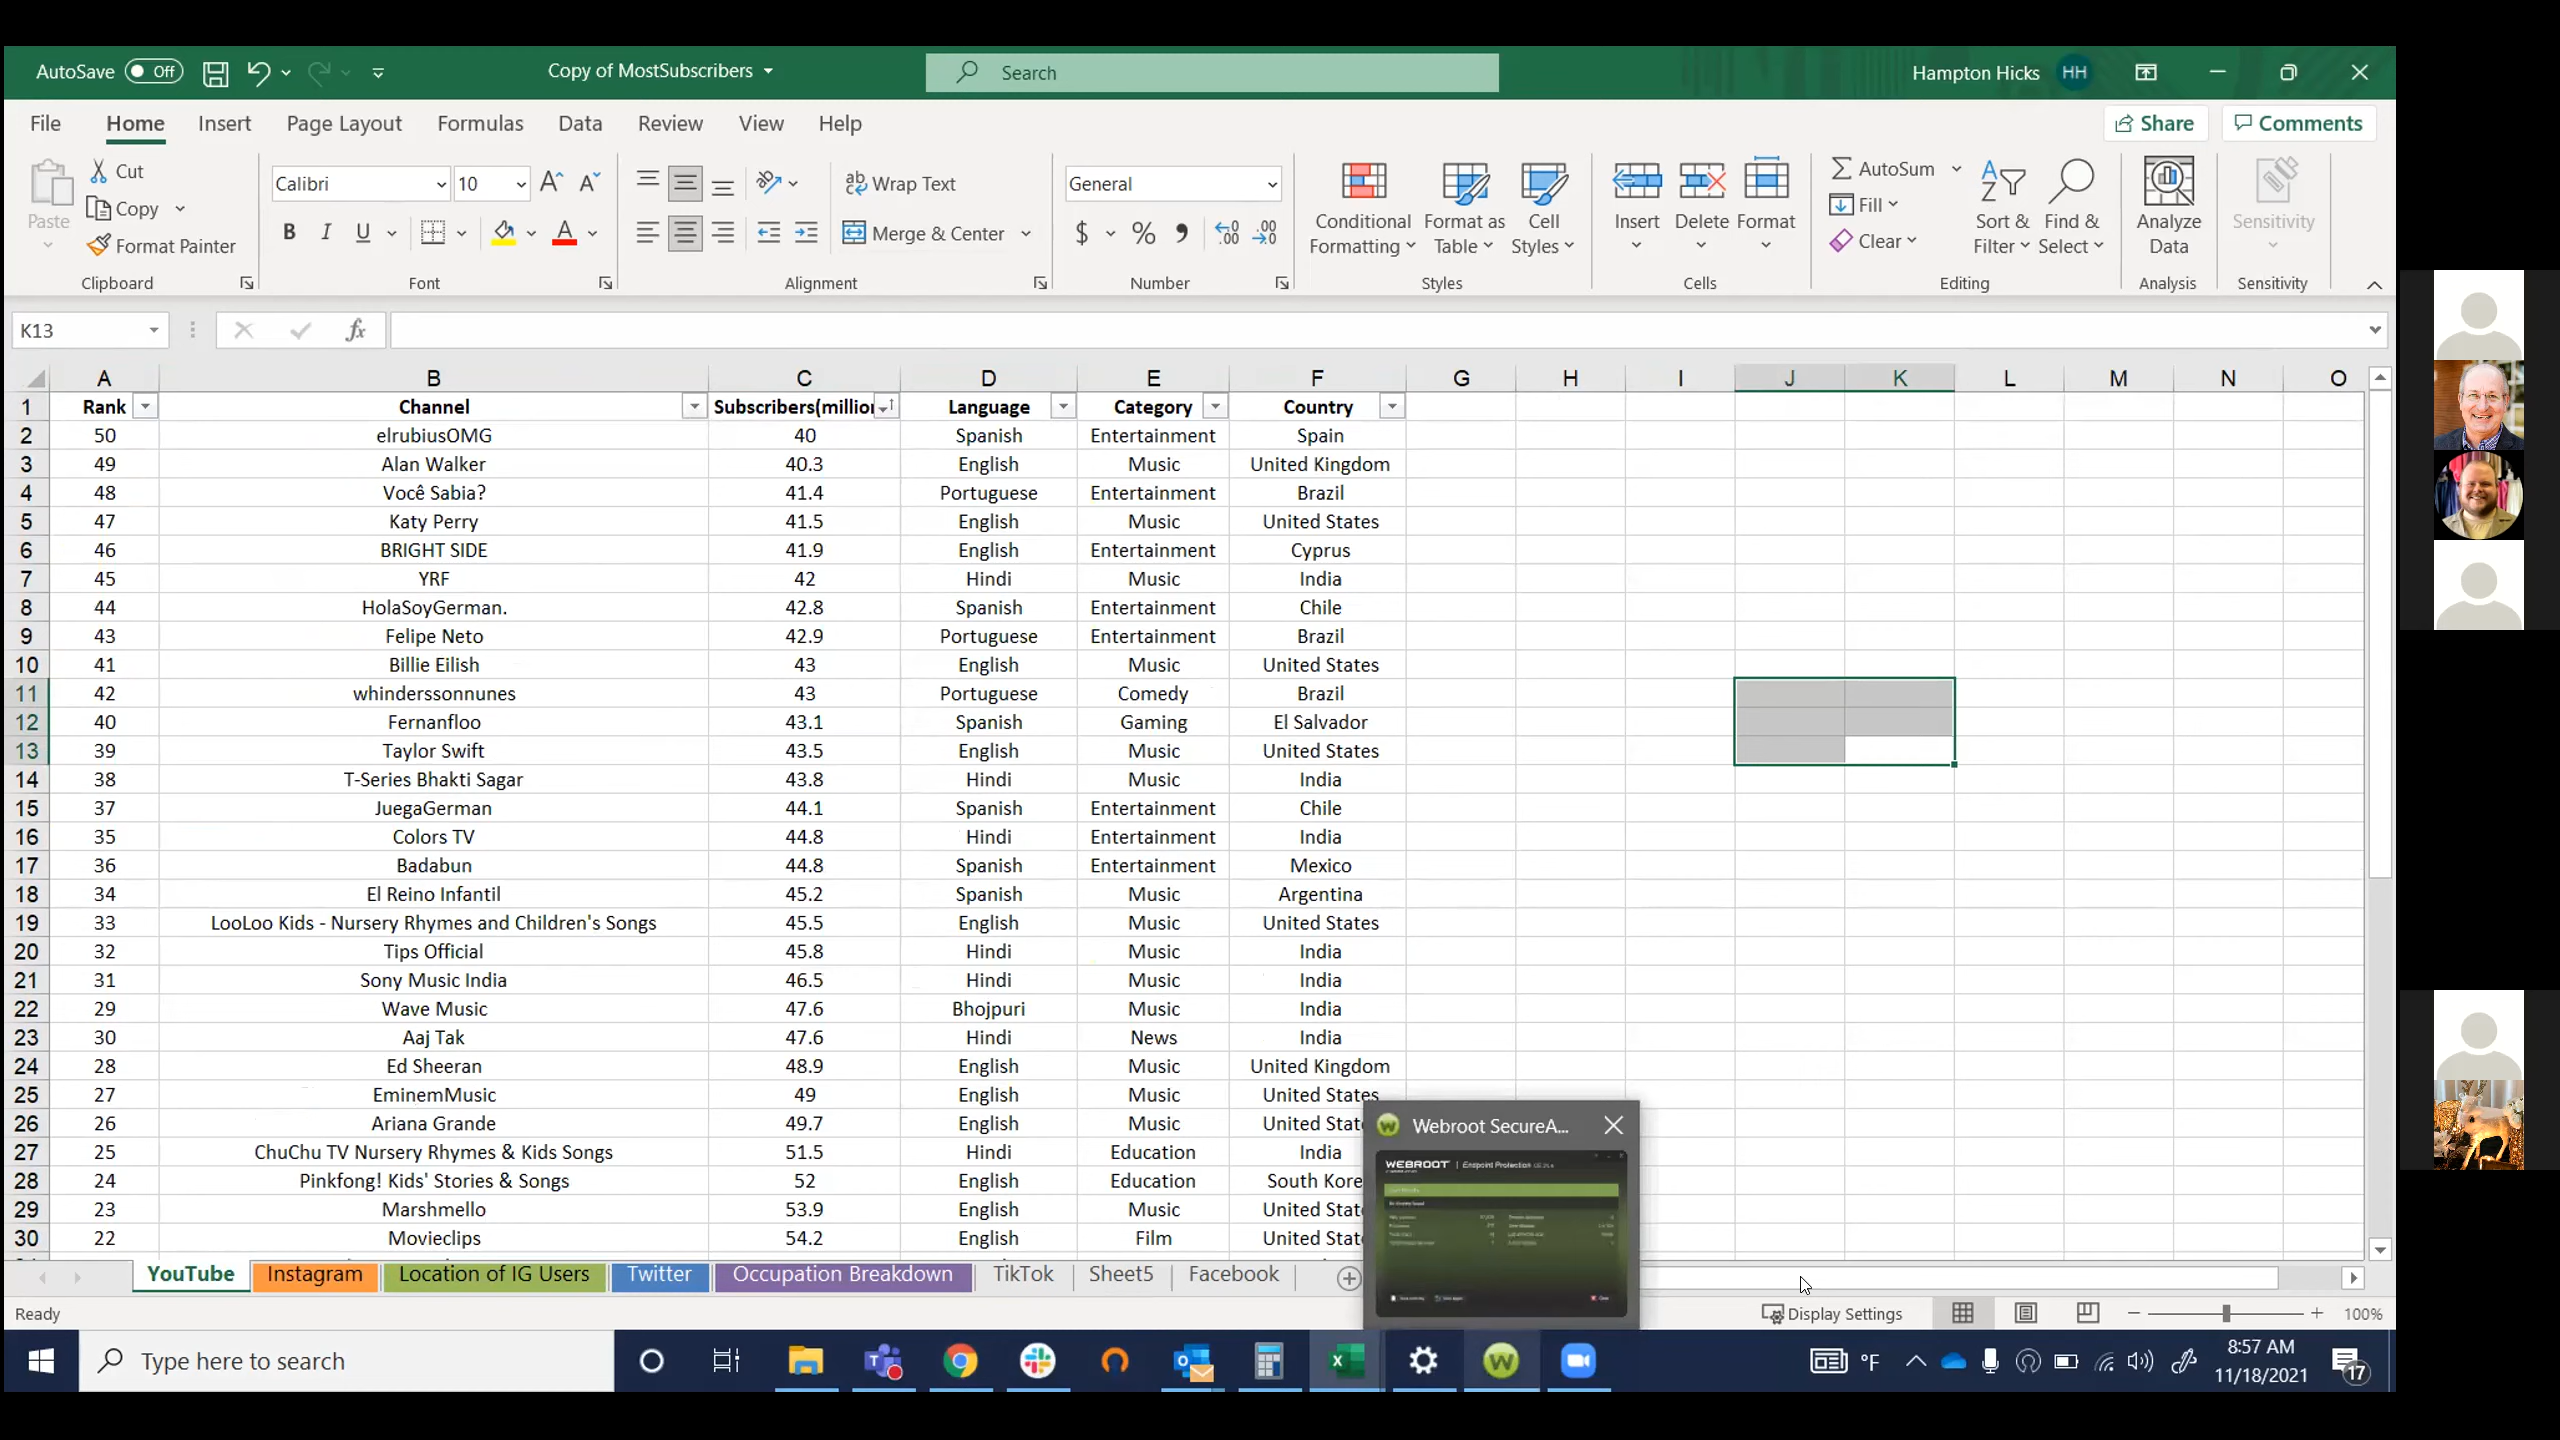 AutoSave Off Copy of MostSubscribers Search Hampton Hicks HH
File Home Insert Page Layout Formulas Data Review View Help Share Comments
Paste Cut Copy Format Painter Clipboard
Calibri 10 B I U A Font
Wrap Text Merge & Center Alignment
General $ % Number
Conditional Formatting Format as Table Cell Styles Styles
Insert Delete Format Cells
AutoSum Fill Clear Sort & Filter Find & Select Editing
Analyze Data Analysis
Sensitivity Sensitivity
K13 fx
A B C D E F G H I J K L M N O
1 Rank Channel Subscribers(million Language Category Country
2 50 elrubiusOMG 40 Spanish Entertainment Spain
3 49 Alan Walker 40.3 English Music United Kingdom
4 48 Você Sabia? 41.4 Portuguese Entertainment Brazil
5 47 Katy Perry 41.5 English Music United States
6 46 BRIGHT SIDE 41.9 English Entertainment Cyprus
7 45 YRF 42 Hindi Music India
8 44 HolaSoyGerman. 42.8 Spanish Entertainment Chile
9 43 Felipe Neto 42.9 Portuguese Entertainment Brazil
10 41 Billie Eilish 43 English Music United States
11 42 whinderssonnunes 43 Portuguese Comedy Brazil
12 40 Fernanfloo 43.1 Spanish Gaming El Salvador
13 39 Taylor Swift 43.5 English Music United States
14 38 T-Series Bhakti Sagar 43.8 Hindi Music India
15 37 JuegaGerman 44.1 Spanish Entertainment Chile
16 35 Colors TV 44.8 Hindi Entertainment India
17 36 Badabun 44.8 Spanish Entertainment Mexico
18 34 El Reino Infantil 45.2 Spanish Music Argentina
19 33 LooLoo Kids - Nursery Rhymes and Children's Songs 45.5 English Music United States
20 32 Tips Official 45.8 Hindi Music India
21 31 Sony Music India 46.5 Hindi Music India
22 29 Wave Music 47.6 Bhojpuri Music India
23 30 Aaj Tak 47.6 Hindi News India
24 28 Ed Sheeran 48.9 English Music United Kingdom
25 27 EminemMusic 49 English Music United States
26 26 Ariana Grande 49.7 English Music United Stat
27 25 ChuChu TV Nursery Rhymes & Kids Songs 51.5 Hindi Education India
28 24 Pinkfong! Kids' Stories & Songs 52 English Education South Kore
29 23 Marshmello 53.9 English Music United Stat
30 22 Movieclips 54.2 English Film United Stat
Webroot SecureA...
WEBROOT | Endpoint Protection
YouTube Instagram Location of IG Users Twitter Occupation Breakdown TikTok Sheet5 Facebook
Ready Display Settings 100%
Type here to search °F 8:57 AM 17
11/18/2021